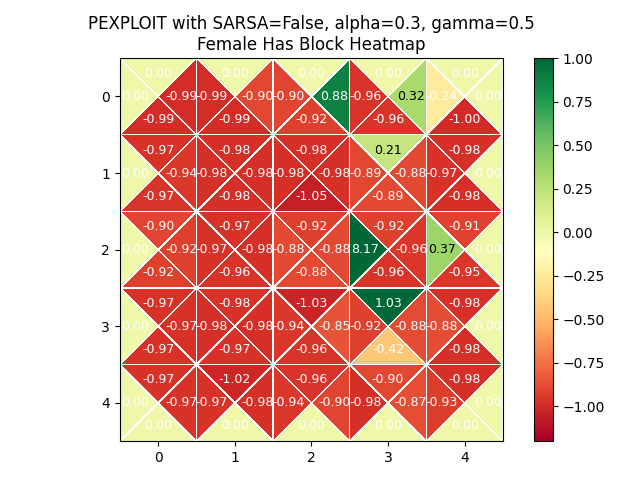 PEXPLOIT with SARSA=False, alpha=0.3, gamma=0.5
Female Has Block Heatmap
0.00 0.00 0.00 0.00 0.00
0 0.00 -0.99 -0.99 -0.90 -0.90 0.88 -0.96 0.32 -0.24 0.00
-0.99 -0.99 -0.92 -0.96 -1.00
-0.97 -0.98 -0.98 0.21 -0.98
1 0.00 -0.94 -0.98 -0.98 -0.98 -0.98 -0.89 -0.88 -0.97 0.00
-0.97 -0.98 -1.05 -0.89 -0.98
-0.90 -0.97 -0.92 -0.92 -0.91
2 0.00 -0.92 -0.97 -0.98 -0.88 -0.88 8.17 -0.96 0.37 0.00
-0.92 -0.96 -0.88 -0.96 -0.95
-0.97 -0.98 -1.03 1.03 -0.98
3 0.00 -0.97 -0.98 -0.98 -0.94 -0.85 -0.92 -0.88 -0.88 0.00
-0.97 -0.97 -0.96 -0.42 -0.98
-0.97 -1.02 -0.96 -0.90 -0.98
4 0.00 -0.97 -0.97 -0.98 -0.94 -0.90 -0.98 -0.87 -0.93 0.00
0.00 0.00 0.00 0.00 0.00
0 1 2 3 4
1.00
0.75
0.50
0.25
0.00
−0.25
−0.50
−0.75
−1.00